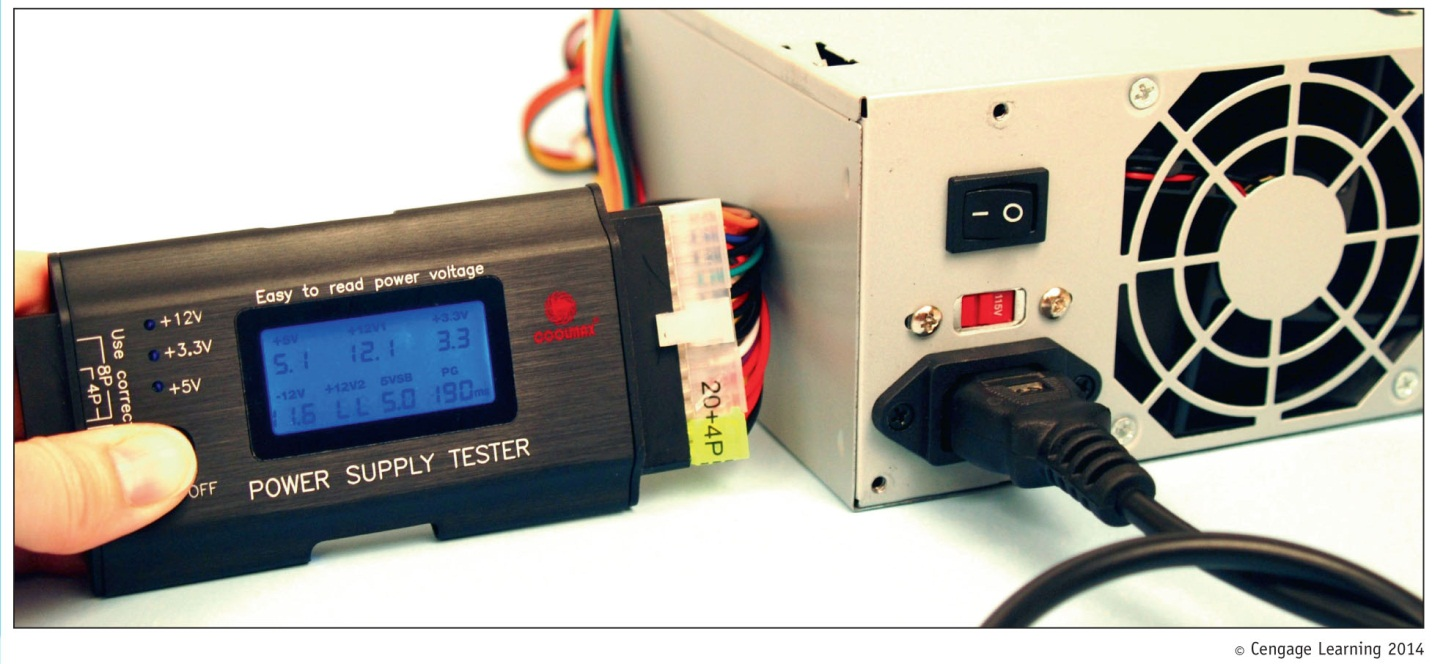 Easy to read power voltage
+12V
+3.3V
+5V
Use correc
8P
4P
+5V +12V1 +3.3V
5.1 12.1 3.3
-12V +12V2 5VSB PG
11.6 LL 5.0 190ms
COOLMAX
OFF
POWER SUPPLY TESTER
20+4P
I O
115V
© Cengage Learning 2014